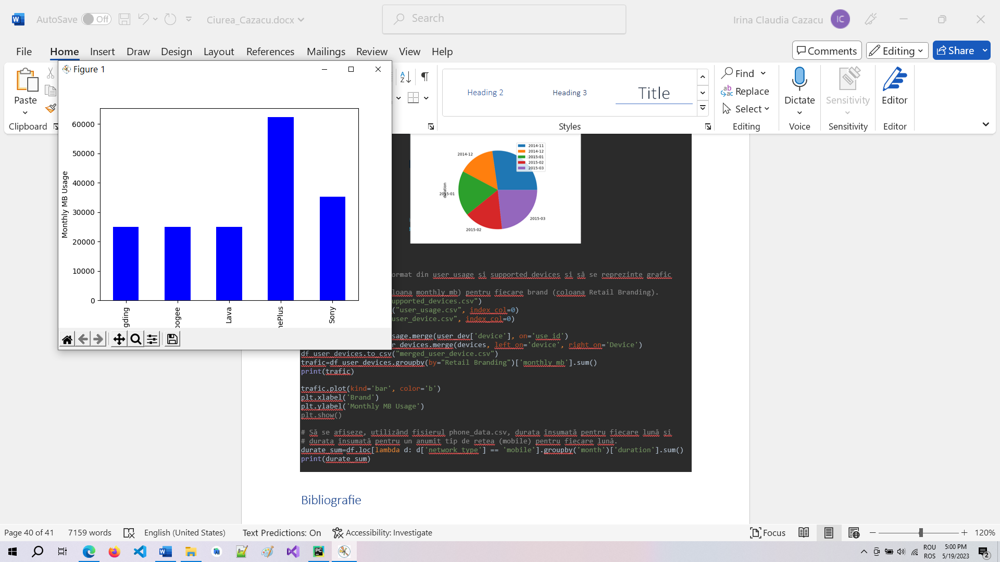 AutoSave Off Ciurea_Cazacu.docx Search Irina Claudia Cazacu IC
File Home Insert Draw Design Layout References Mailings Review View Help Comments Editing Share
Paste
Clipboard
Heading 2 Heading 3 Title
Styles
Find
Replace
Select
Editing
Dictate
Voice
Sensitivity
Sensitivity
Editor
Editor
Figure 1
60000
50000
40000
30000
20000
10000
0
Monthly MB Usage
gding
oogee
Lava
nePlus
Sony
2014-11
2014-12
2015-01
2015-02
2015-03
2014-12
2015-01
duration
2015-02
2015-03
ormat din user_usage si supported_devices si să se reprezinte grafic
loana monthly_mb) pentru fiecare brand (coloana Retail Branding).
upported_devices.csv")
("user_usage.csv", index_col=0)
user_device.csv", index_col=0)
sage.merge(user_dev['device'], on='use_id')
r_devices.merge(devices, left_on='device', right_on='Device')
df_user_devices.to_csv("merged_user_device.csv")
trafic=df_user_devices.groupby(by="Retail Branding")['monthly_mb'].sum()
print(trafic)
trafic.plot(kind='bar', color='b')
plt.xlabel('Brand')
plt.ylabel('Monthly MB Usage')
plt.show()
# Să se afiseze, utilizând fisierul phone_data.csv, durata însumată pentru fiecare lună si
# durata însumată pentru un anumit tip de retea (mobile) pentru fiecare lună.
durate_sum=df.loc[lambda d: d['network_type'] == 'mobile'].groupby('month')['duration'].sum()
print(durate_sum)
Bibliografie
Page 40 of 41 7159 words English (United States) Text Predictions: On Accessibility: Investigate Focus 120%
ROU 5:00 PM
ROS 5/19/2023 2